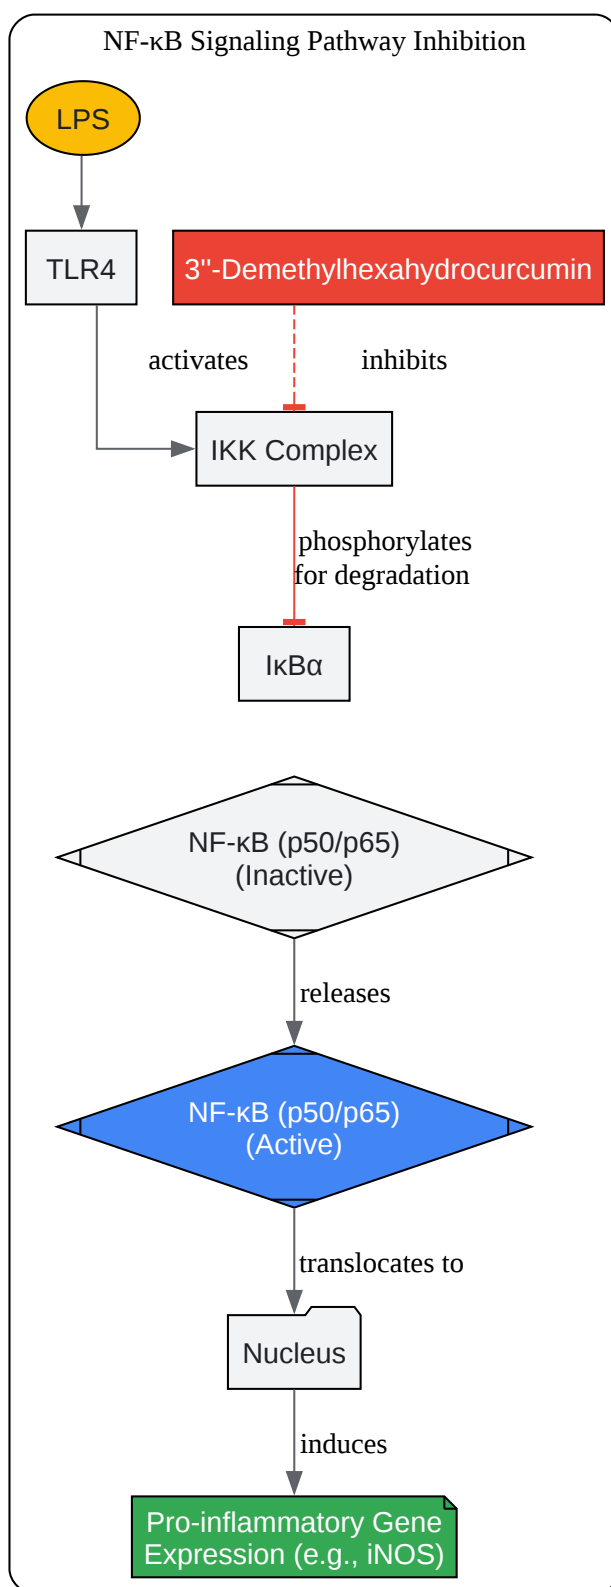 NF-κB Signaling Pathway Inhibition
LPS
TLR4
3''-Demethylhexahydrocurcumin
activates
inhibits
IKK Complex
phosphorylates
for degradation
IκBα
NF-κB (p50/p65)
(Inactive)
releases
NF-κB (p50/p65)
(Active)
translocates to
Nucleus
induces
Pro-inflammatory Gene
Expression (e.g., iNOS)